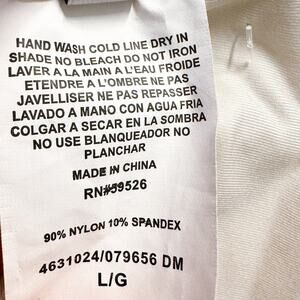 HAND WASH COLD LINE DRY IN
SHADE NO BLEACH DO NOT IRON
LAVER A LA MAIN A L'EAU FROIDE
ETENDRE A L'OMBRE NE PAS
JAVELLISER NE PAS REPASSER
LAVADO A MANO CON AGUA FRIA
COLGAR A SECAR EN LA SOMBRA
NO USE BLANQUEADOR NO
PLANCHAR
MADE IN CHINA
RN#59526
90% NYLON 10% SPANDEX
4631024/079656 DM
L/G